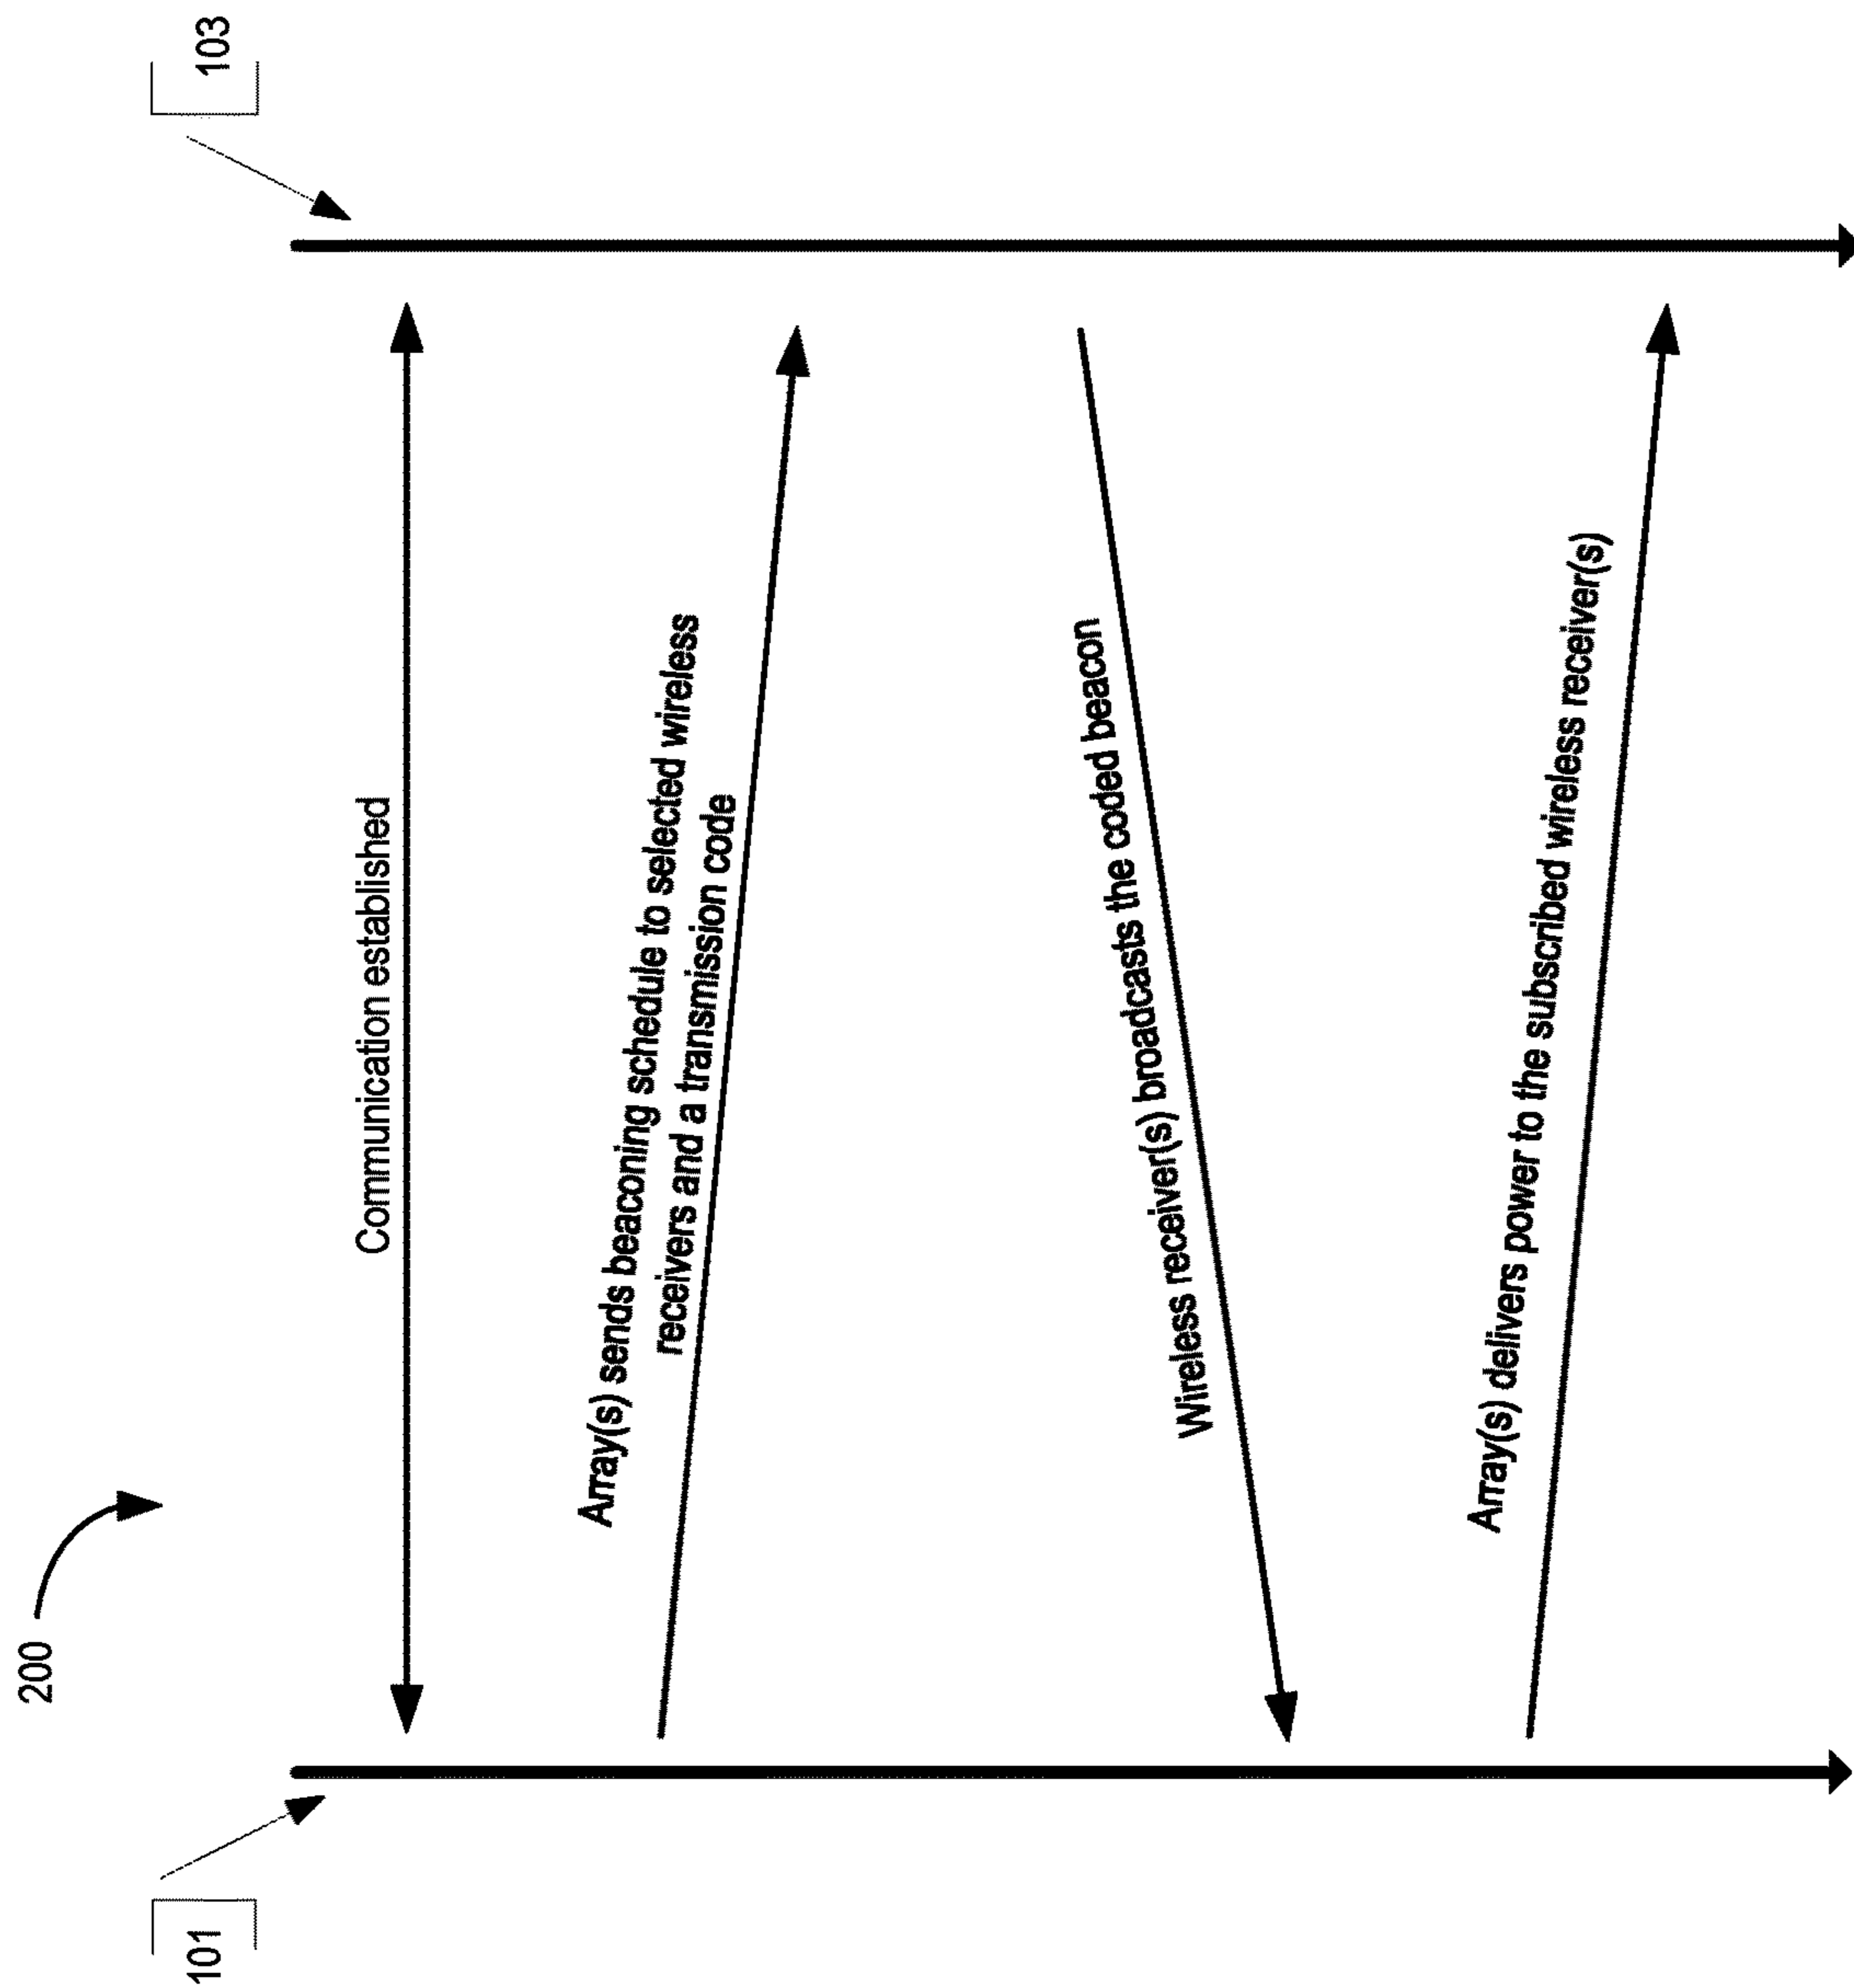 200
101
103
Communication established
Array(s) sends beaconing schedule to selected wireless
receivers and a transmission code
Wireless receiver(s) broadcasts the coded beacon
Array(s) delivers power to the subscribed wireless receiver(s)